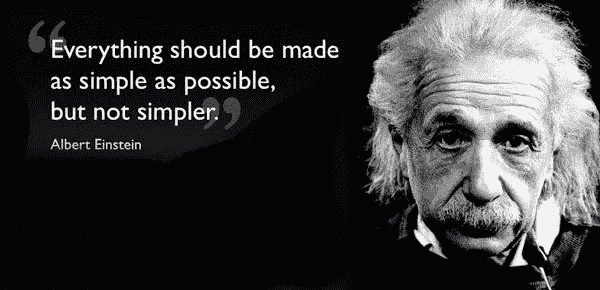 Everything should be made
as simple as possible,
but not simpler.
Albert Einstein